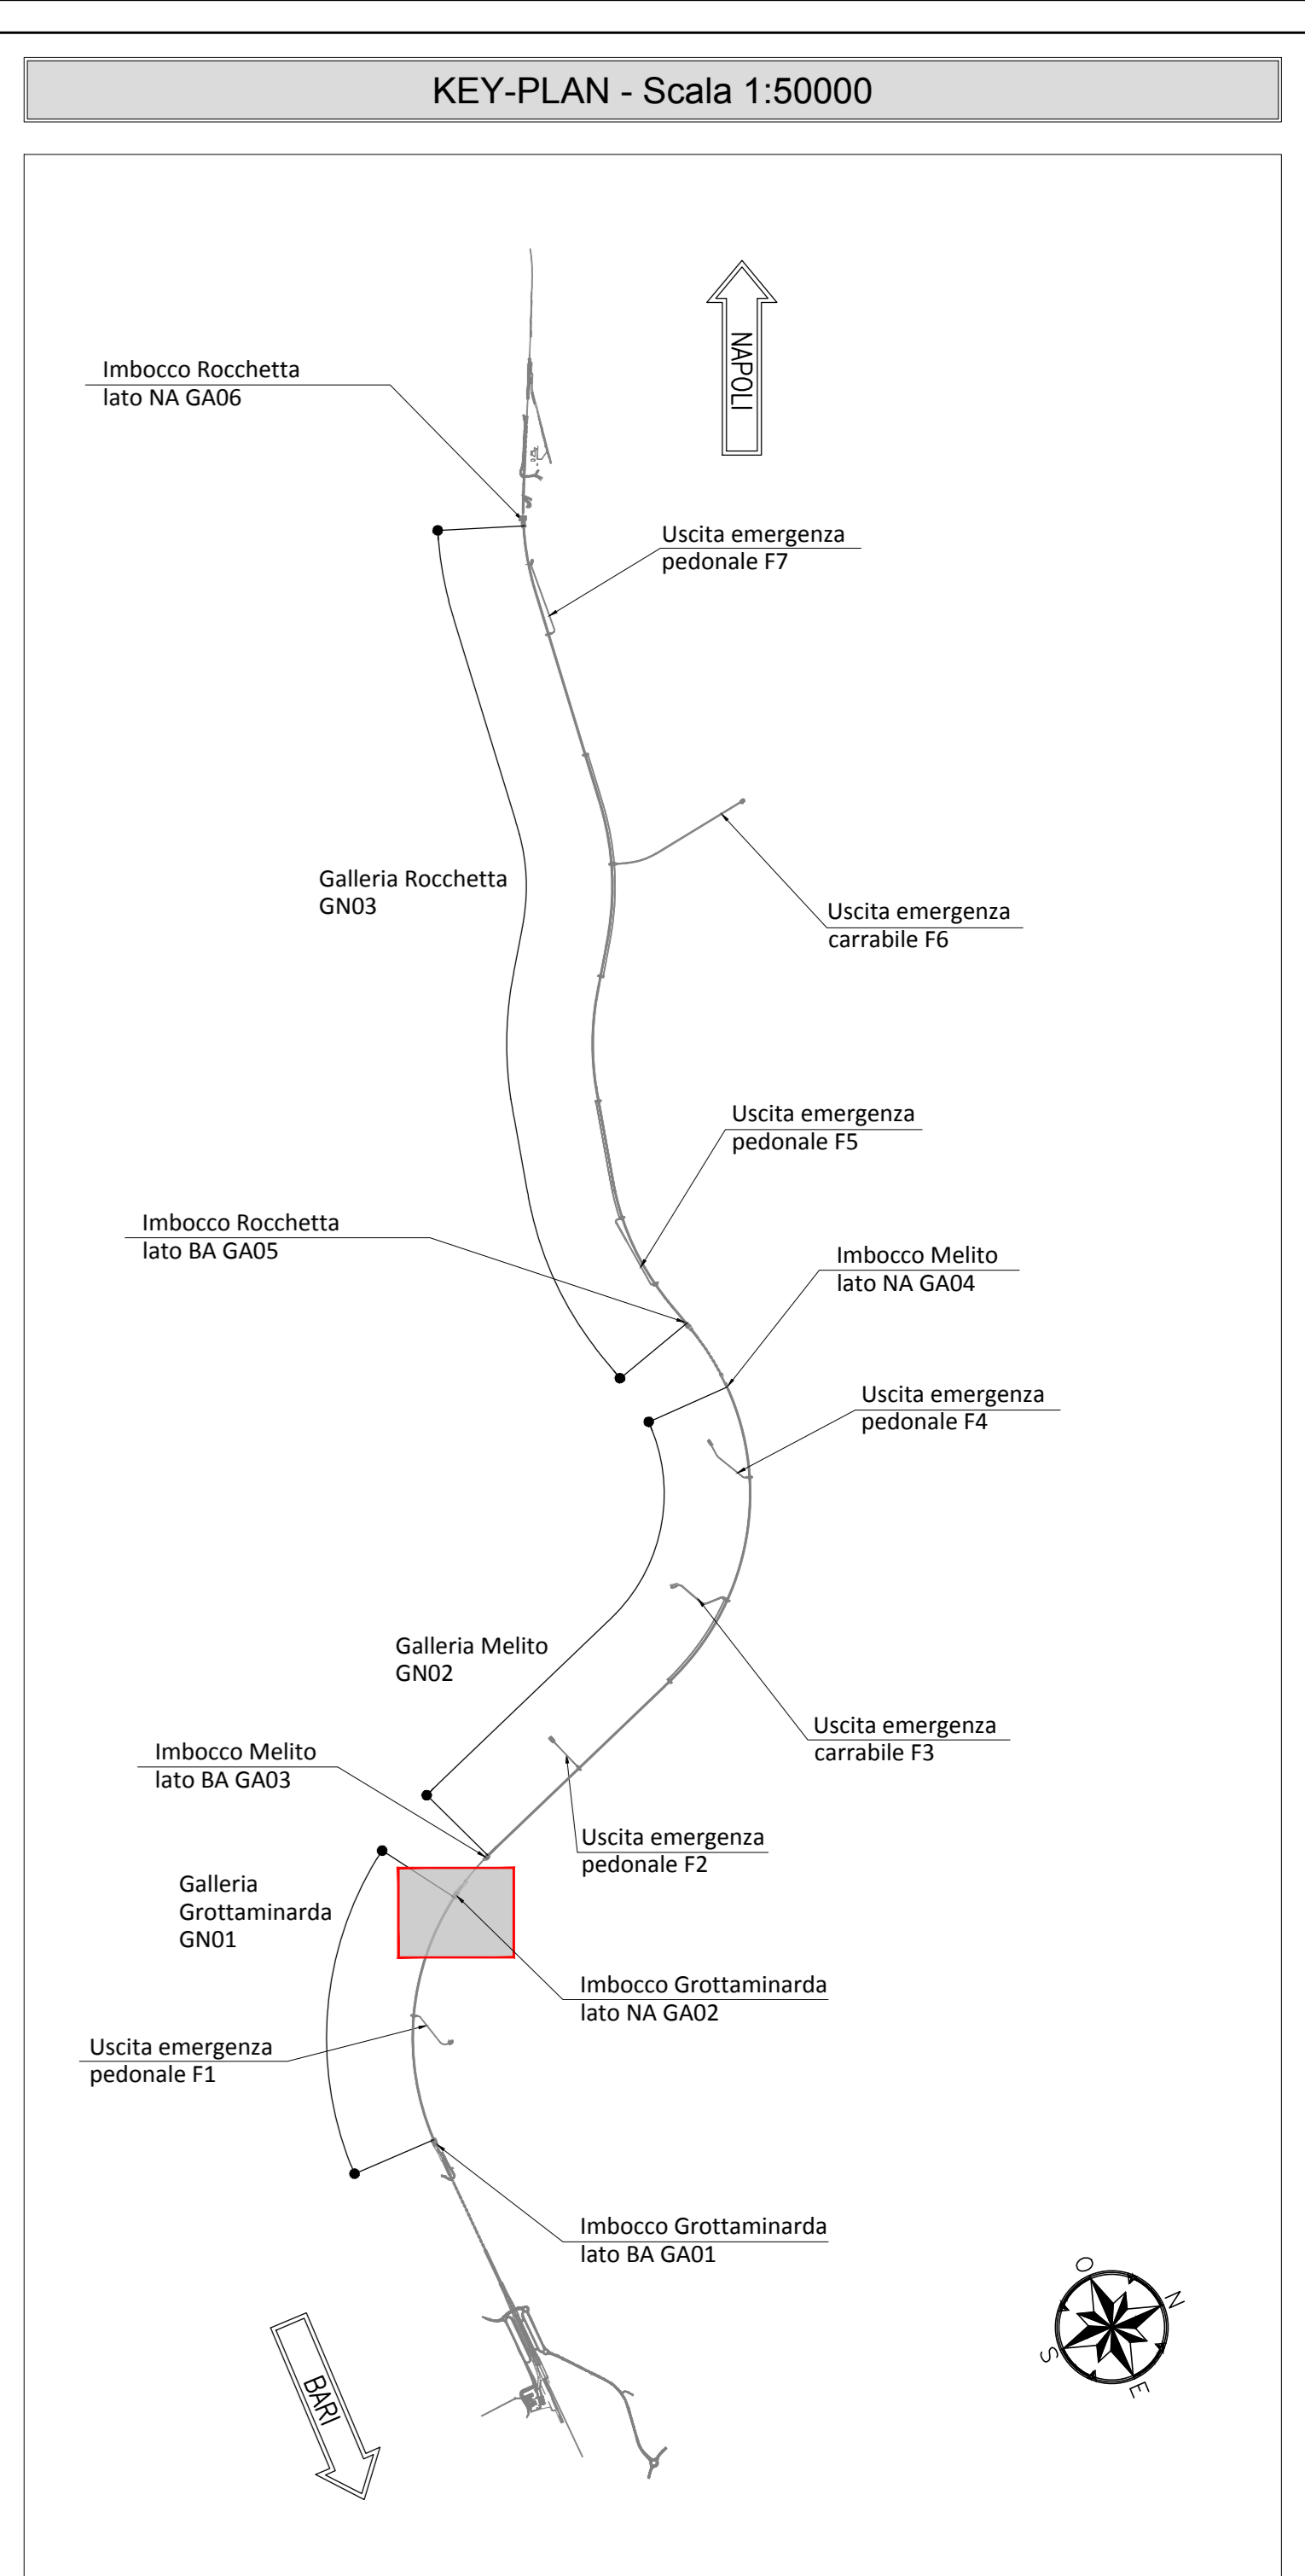 KEY-PLAN - Scala 1:50000
NAPOLI
Imbocco Rocchetta
lato NA GA06
Uscita emergenza
pedonale F7
Galleria Rocchetta
GN03
Uscita emergenza
carrabile F6
Uscita emergenza
pedonale F5
Imbocco Rocchetta
lato BA GA05
Imbocco Melito
lato NA GA04
Uscita emergenza
pedonale F4
Galleria Melito
GN02
Uscita emergenza
carrabile F3
Imbocco Melito
lato BA GA03
Uscita emergenza
pedonale F2
Galleria
Grottaminarda
GN01
Imbocco Grottaminarda
lato NA GA02
Uscita emergenza
pedonale F1
Imbocco Grottaminarda
lato BA GA01
BARI
O
N
S
E